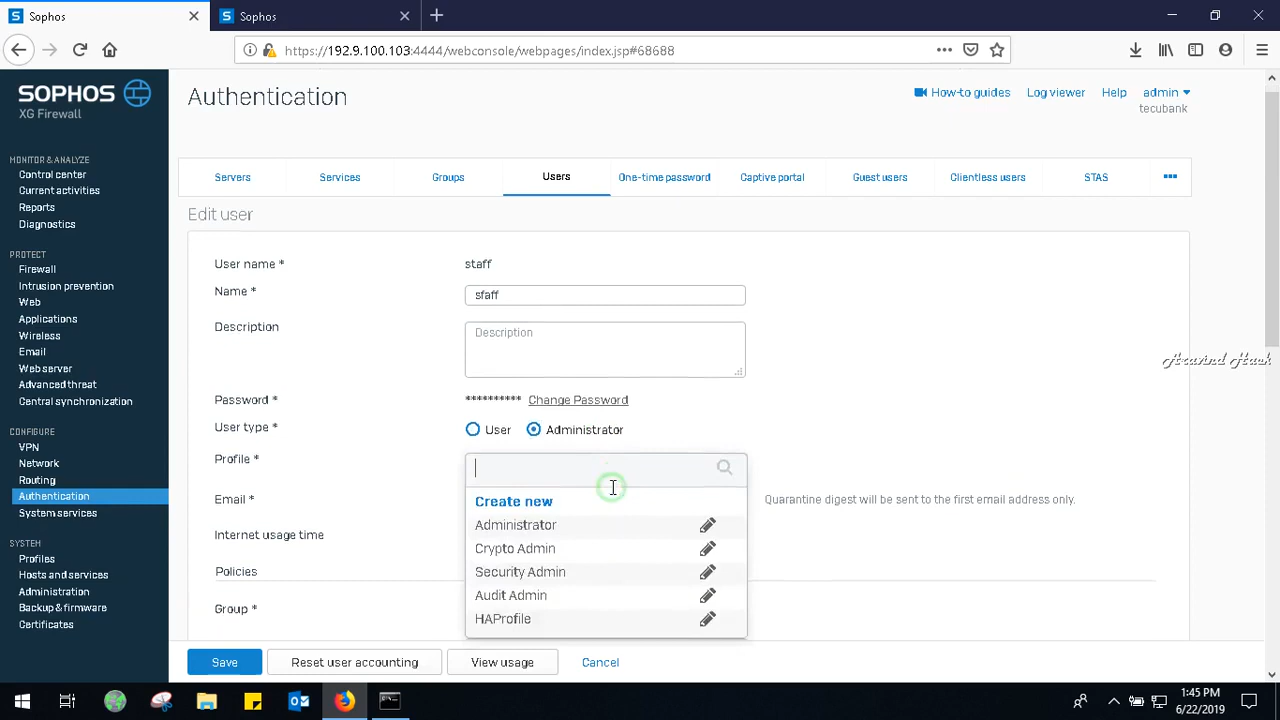 Sophos
Sophos
https://192.9.100.103:4444/webconsole/webpages/index.jsp#68688
SOPHOS
XG Firewall
MONITOR & ANALYZE
Control center
Current activities
Reports
Diagnostics
PROTECT
Firewall
Intrusion prevention
Web
Applications
Wireless
Email
Web server
Advanced threat
Central synchronization
CONFIGURE
VPN
Network
Routing
Authentication
System services
SYSTEM
Profiles
Hosts and services
Administration
Backup & firmware
Certificates
Authentication
How-to guides Log viewer Help admin
tecubank
Servers Services Groups Users One-time password Captive portal Guest users Clientless users STAS
Edit user
User name * staff
Name * sfaff
Description Description
Password * ********** Change Password
User type * User Administrator
Profile *
Create new
Email * Quarantine digest will be sent to the first email address only.
Administrator
Internet usage time
Crypto Admin
Policies Security Admin
Audit Admin
Group * HAProfile
Save Reset user accounting View usage Cancel
Aravind Hack
1:45 PM
6/22/2019